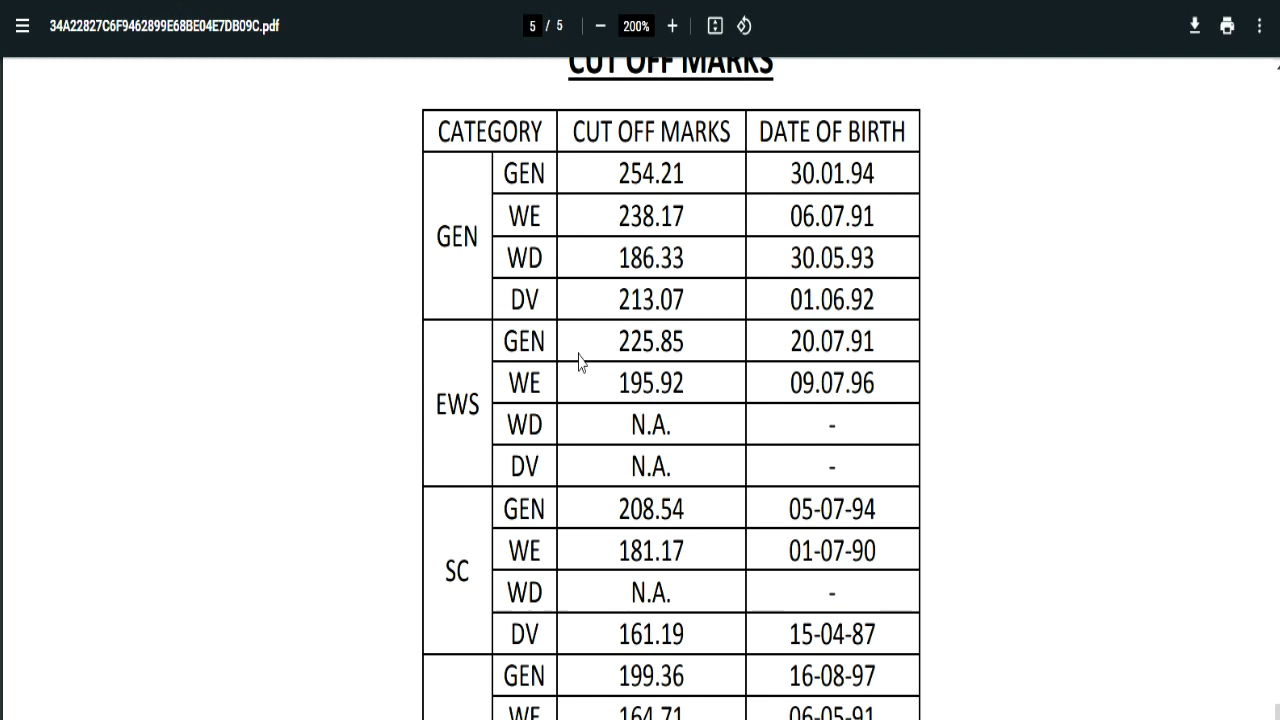 34A22827C6F9462899E68BE04E7DB09C.pdf 5 / 5 200%
CUT OFF MARKS
CATEGORY CUT OFF MARKS DATE OF BIRTH
GEN GEN 254.21 30.01.94
WE 238.17 06.07.91
WD 186.33 30.05.93
DV 213.07 01.06.92
EWS GEN 225.85 20.07.91
WE 195.92 09.07.96
WD N.A. -
DV N.A. -
SC GEN 208.54 05-07-94
WE 181.17 01-07-90
WD N.A. -
DV 161.19 15-04-87
GEN 199.36 16-08-97
WE 164.71 06-05-91